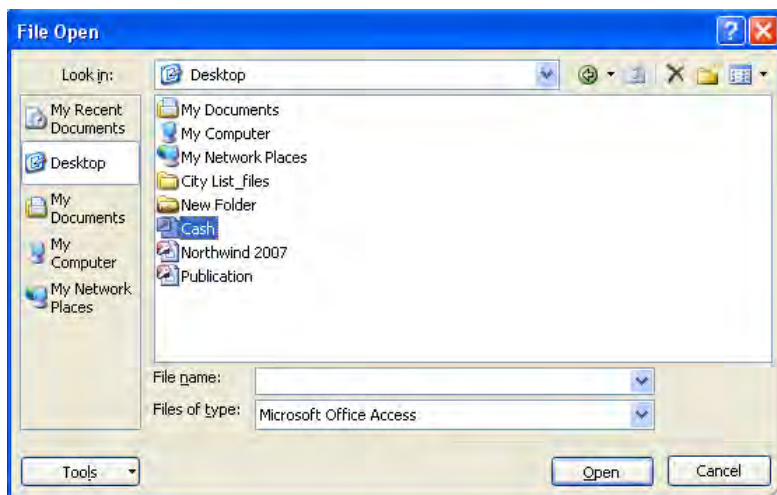 File Open
Look in:
Desktop
My Recent
Documents
Desktop
My
Documents
My
Computer
My Network
Places
My Documents
My Computer
My Network Places
City List_files
New Folder
Cash
Northwind 2007
Publication
File name:
Files of type:
Microsoft Office Access
Tools
Open
Cancel